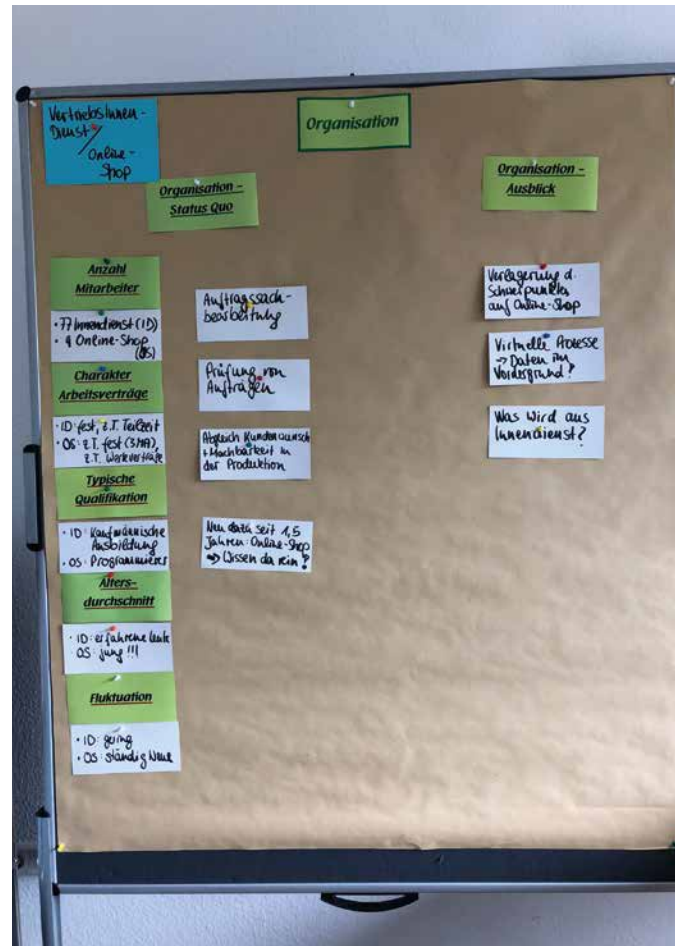 Vertriebsinnen-
Dienst
/
Online-
Shop
Organisation
Organisation –
Status Quo
Organisation –
Ausblick
Anzahl
Mitarbeiter
• 77 Innendienst (ID)
• 9 Online-Shop
(OS)
Charakter
Arbeitsverträge
• ID: fest, z.T. Teilzeit
• OS: z.T. fest (3MA),
z.T. Werkverträge
Typische
Qualifikation
• ID: Kaufmännische
Ausbildung
• OS: Programmierer
Alters-
durchschnitt
• ID: erfahrene Leute
• OS: jung !!!
Fluktuation
• ID: gering
• OS: ständig Neue
Auftragssach-
bearbeitung
Prüfung von
Aufträgen
Abgleich Kundenwunsch
+ Machbarkeit in
der Produktion
Neu dazu seit 1,5
Jahren: Online-Shop
=> Wissen da rein!
Verlagerung d.
Schwerpunktes
auf Online-Shop
Virtuelle Prozesse
→ Daten im
Vordergrund!
Was wird aus
Innendienst?